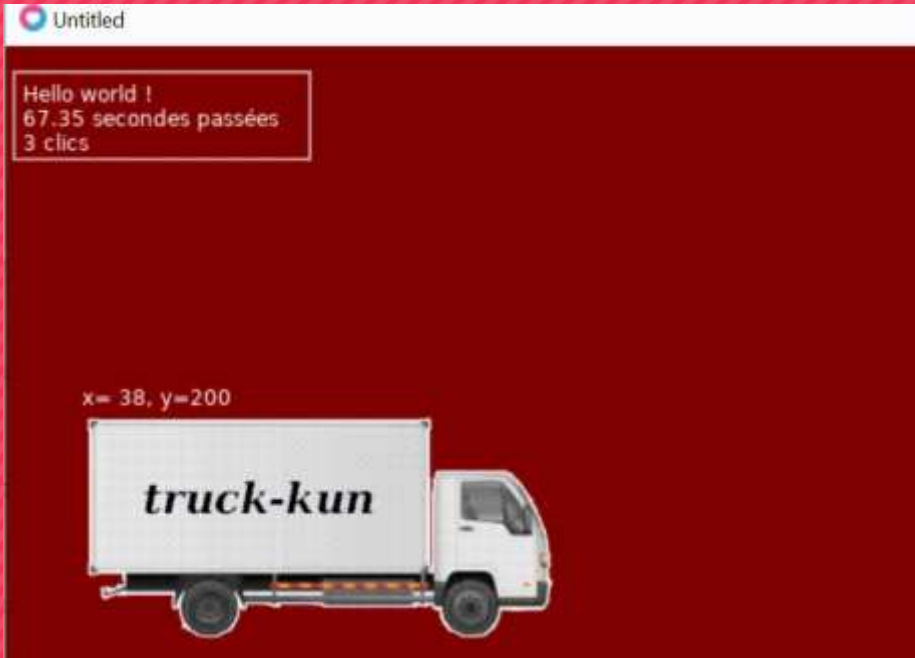 Untitled
Hello world !
67.35 secondes passées
3 clics
x= 38, y=200
truck-kun